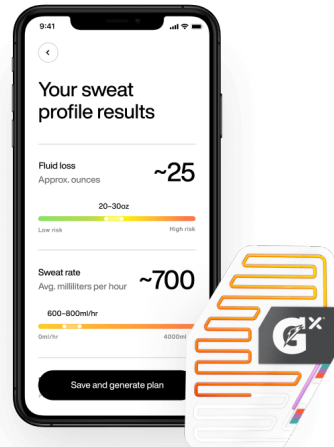 9:41
Your sweat
profile results
Fluid loss
Approx. ounces
~25
20–30oz
Low risk
High risk
Sweat rate
Avg. milliliters per hour
~700
600–800ml/hr
0ml/hr
4000ml
Save and generate plan
G x